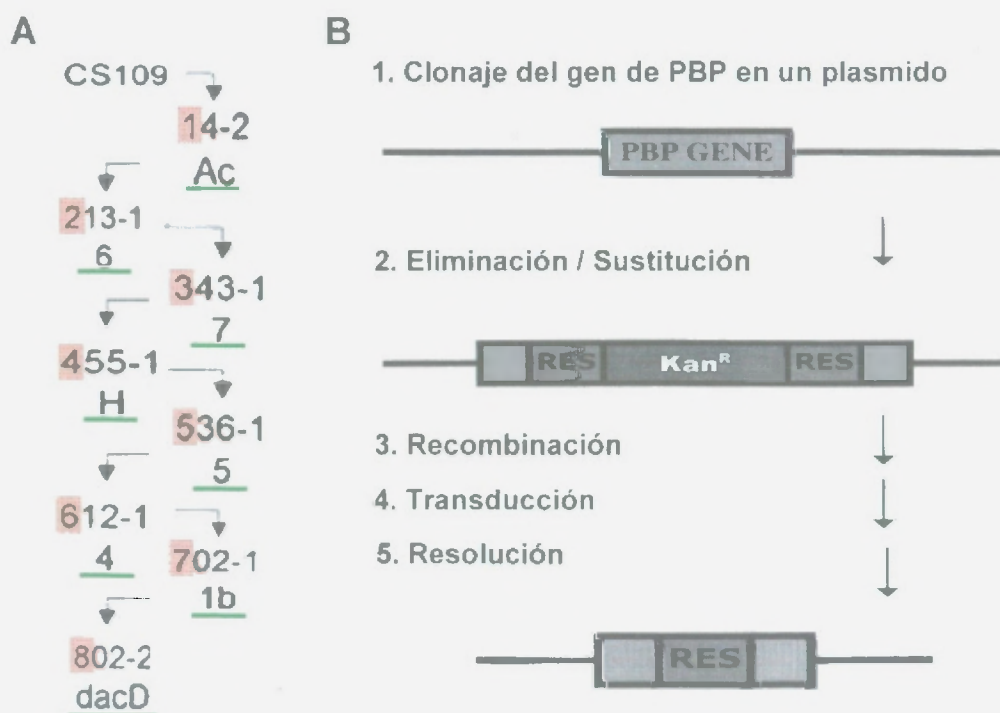 A
CS109
14-2
Ac
213-1
6
343-1
7
455-1
H
536-1
5
612-1
4
702-1
1b
802-2
dacD
B
1. Clonaje del gen de PBP en un plasmido
PBP GENE
2. Eliminación / Sustitución
RES KanR RES
3. Recombinación
4. Transducción
5. Resolución
RES